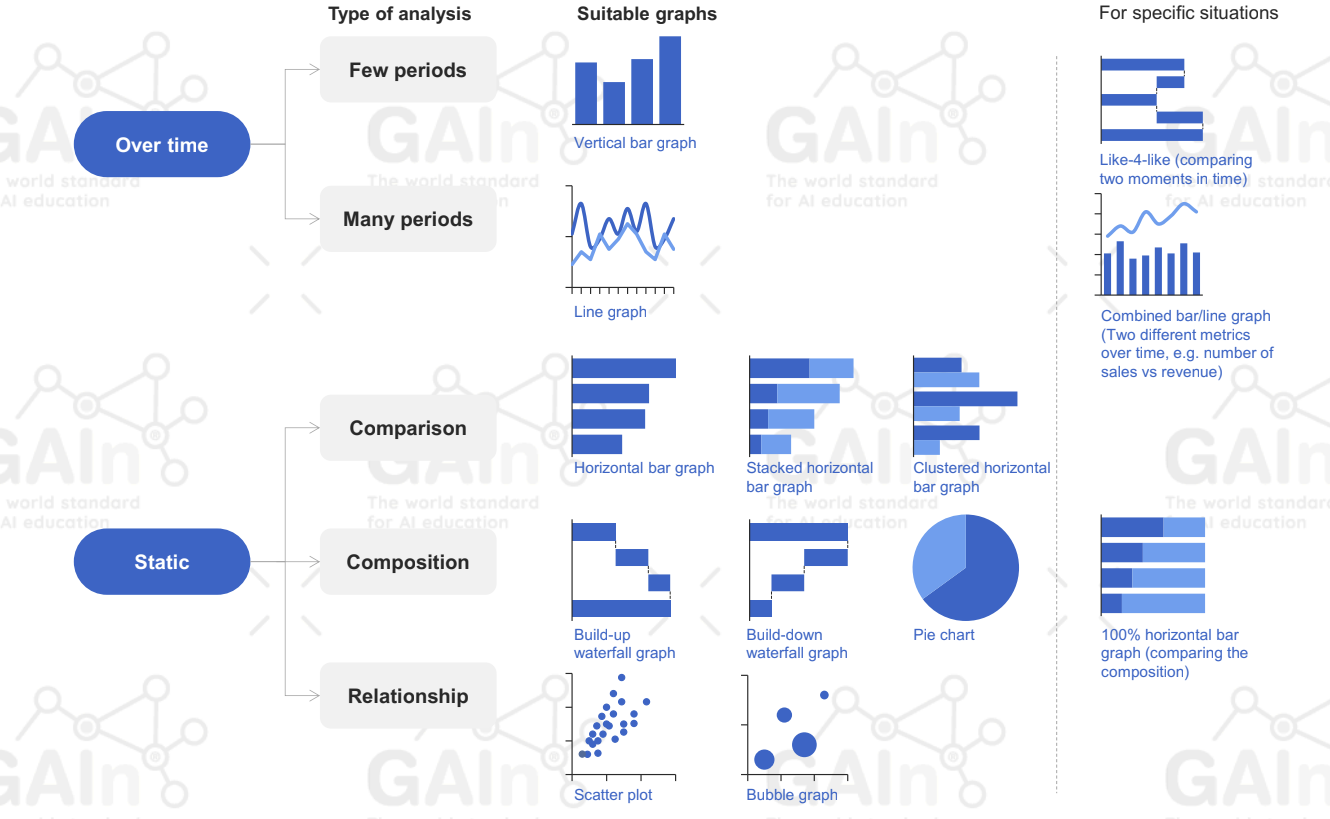 Type of analysis
Suitable graphs
For specific situations
Over time
Few periods
Vertical bar graph
Like-4-like (comparing
two moments in time)
Many periods
Line graph
Combined bar/line graph
(Two different metrics
over time, e.g. number of
sales vs revenue)
Static
Comparison
Horizontal bar graph
Stacked horizontal
bar graph
Clustered horizontal
bar graph
Composition
Build-up
waterfall graph
Build-down
waterfall graph
Pie chart
100% horizontal bar
graph (comparing the
composition)
Relationship
Scatter plot
Bubble graph
GAIn
The world standard
for AI education